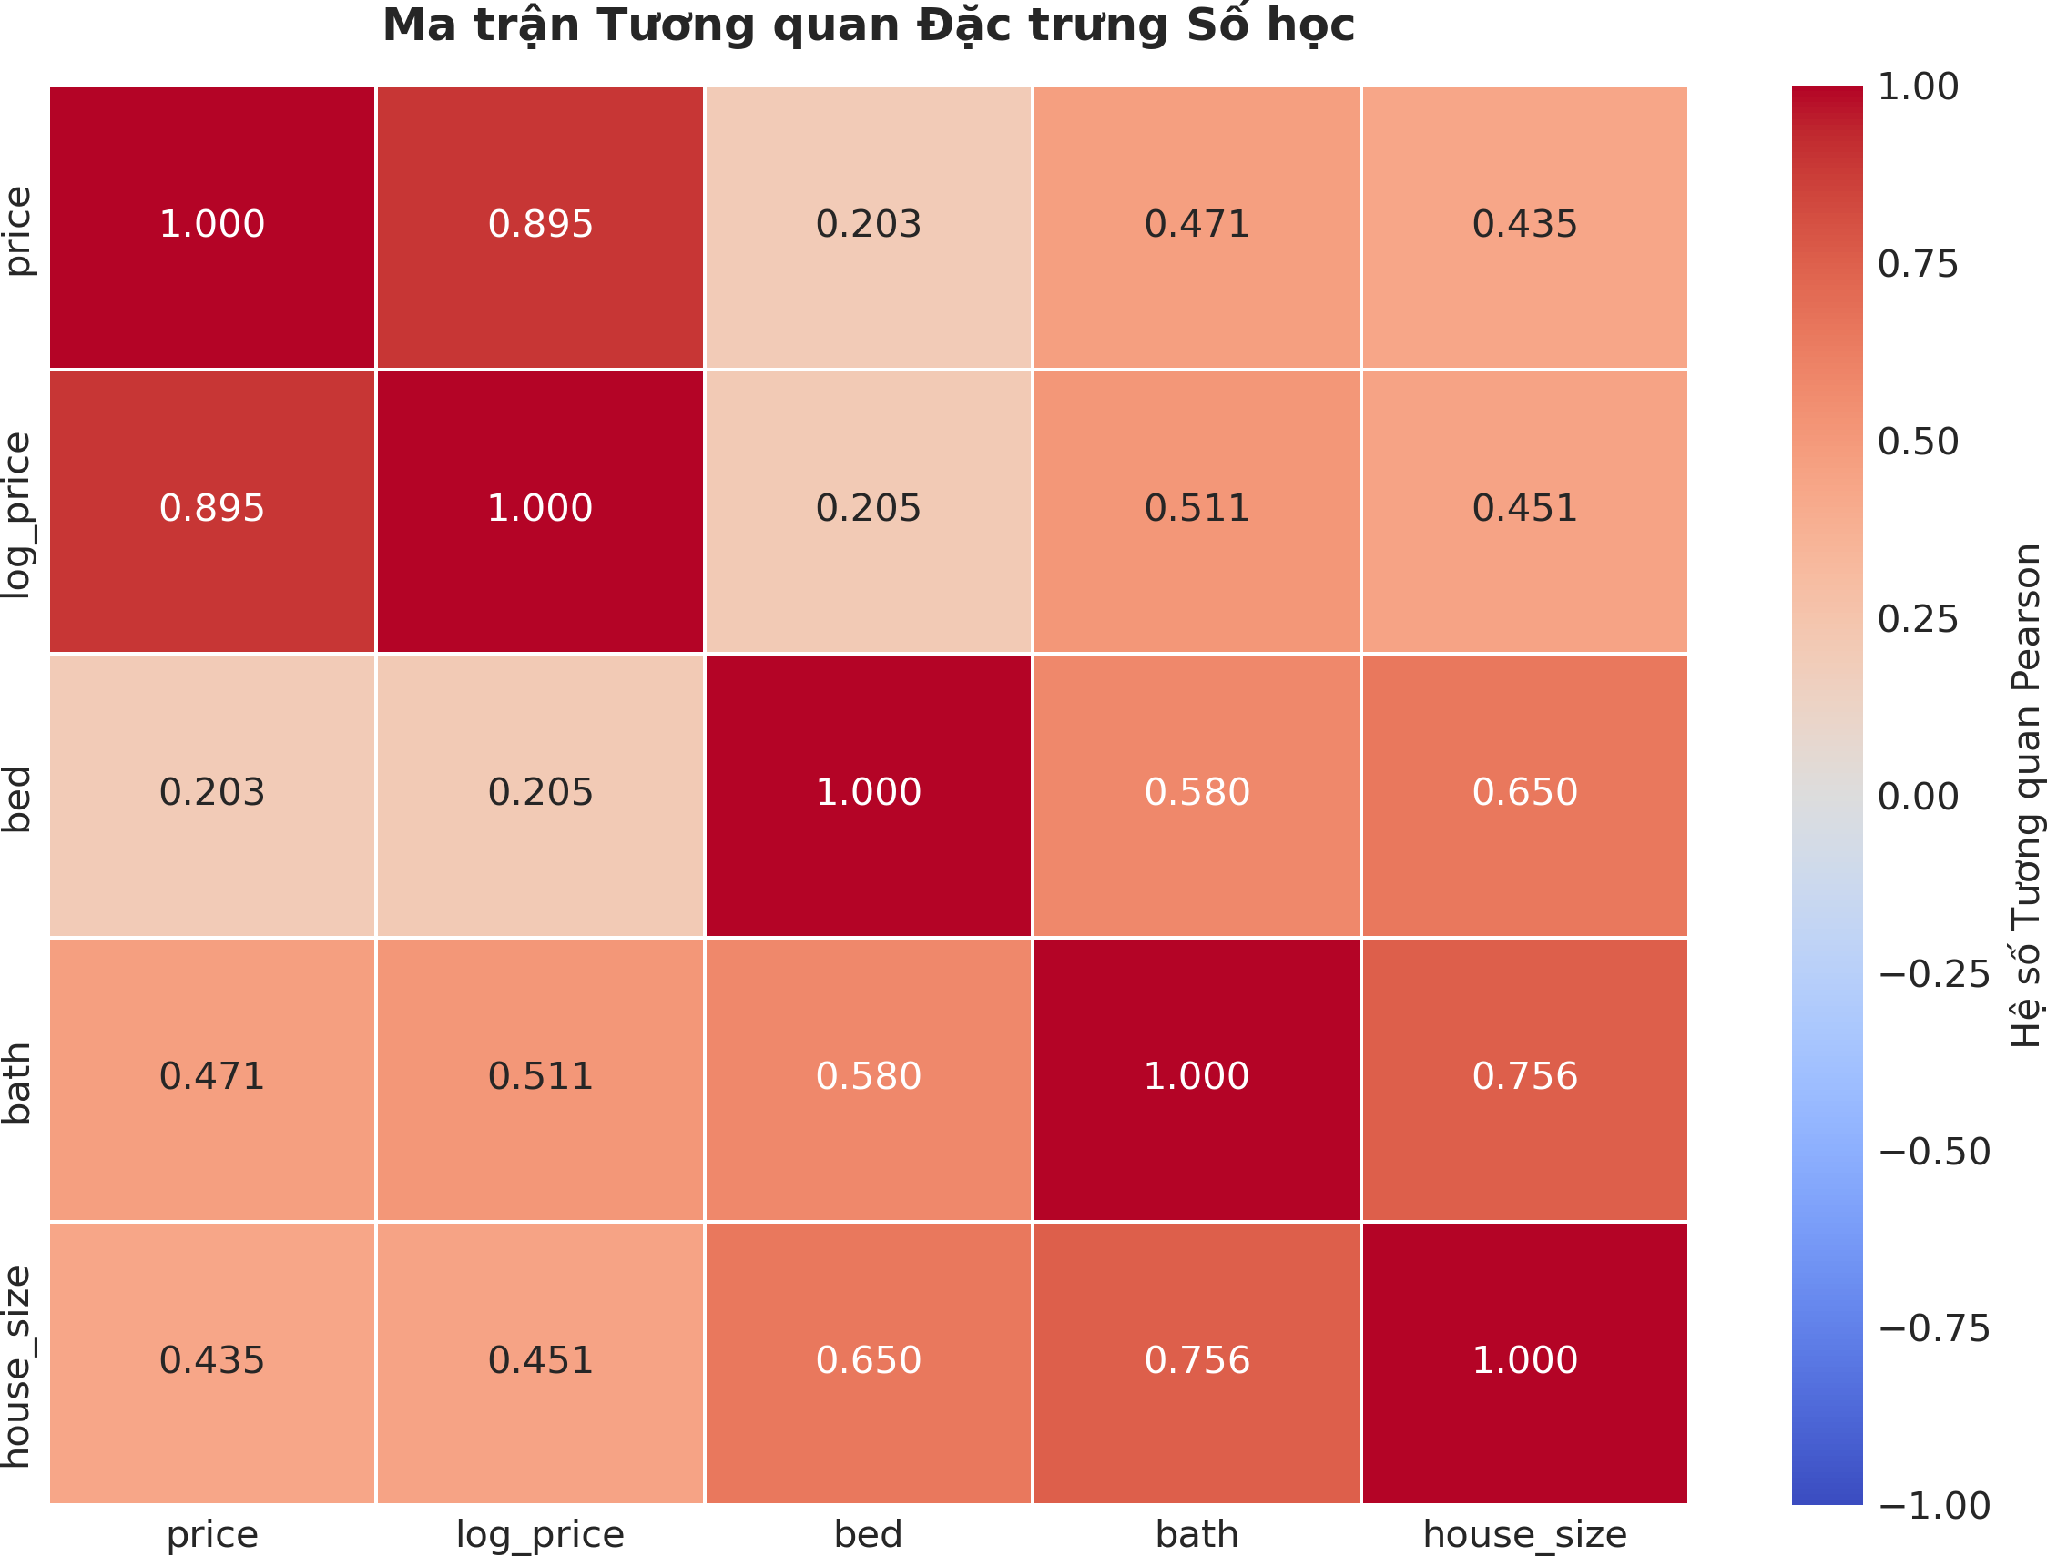 Ma trận Tương quan Đặc trưng Số học
price 1.000 0.895 0.203 0.471 0.435
log_price 0.895 1.000 0.205 0.511 0.451
bed 0.203 0.205 1.000 0.580 0.650
bath 0.471 0.511 0.580 1.000 0.756
house_size 0.435 0.451 0.650 0.756 1.000
price log_price bed bath house_size
1.00
0.75
0.50
0.25
0.00
−0.25
−0.50
−0.75
−1.00
Hệ số Tương quan Pearson